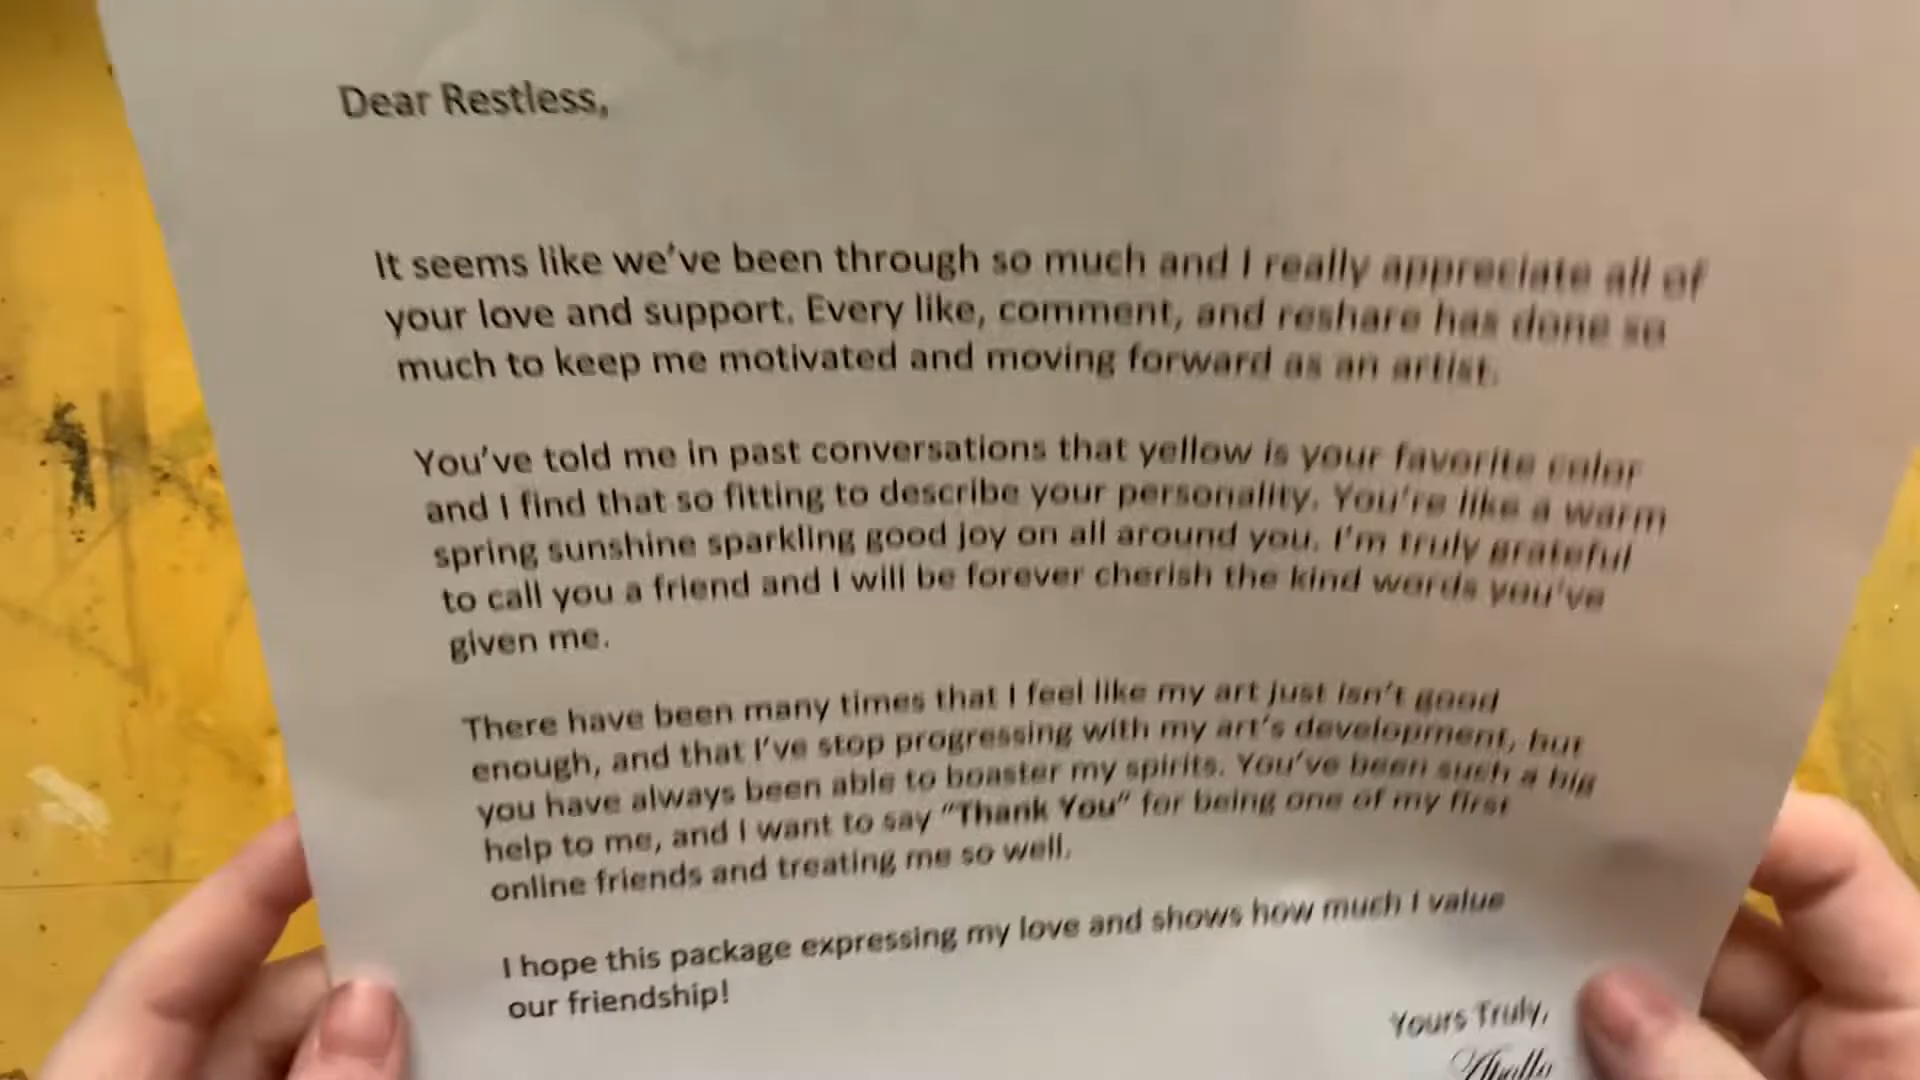 Dear Restless,
It seems like we've been through so much and I really appreciate all of
your love and support. Every like, comment, and reshare has done so
much to keep me motivated and moving forward as an artist.
You've told me in past conversations that yellow is your favorite color
and I find that so fitting to describe your personality. You're like a warm
spring sunshine sparkling good joy on all around you. I'm truly grateful
to call you a friend and I will be forever cherish the kind words you've
given me.
There have been many times that I feel like my art just isn't good
enough, and that I've stop progressing with my art's development, but
you have always been able to boaster my spirits. You've been such a big
help to me, and I want to say "Thank You" for being one of my first
online friends and treating me so well.
I hope this package expressing my love and shows how much I value
our friendship!
Yours Truly,